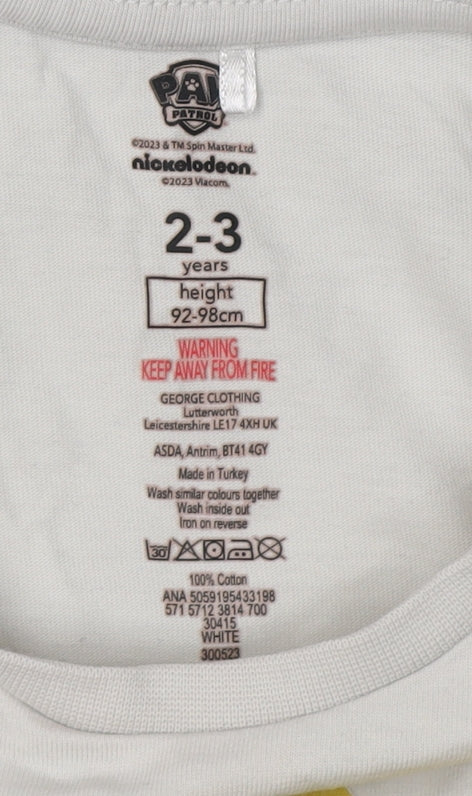 PAW
PATROL
©2023 & TM Spin Master Ltd.
nickelodeon
©2023 Viacom.
2-3
years
height
92-98cm
WARNING
KEEP AWAY FROM FIRE
GEORGE CLOTHING
Lutterworth
Leicestershire LE17 4XH UK
ASDA, Antrim, BT41 4GY
Made in Turkey
Wash similar colours together
Wash inside out
Iron on reverse
30
100% Cotton
ANA 5059195433198
571 5712 3814 700
30415
WHITE
300523